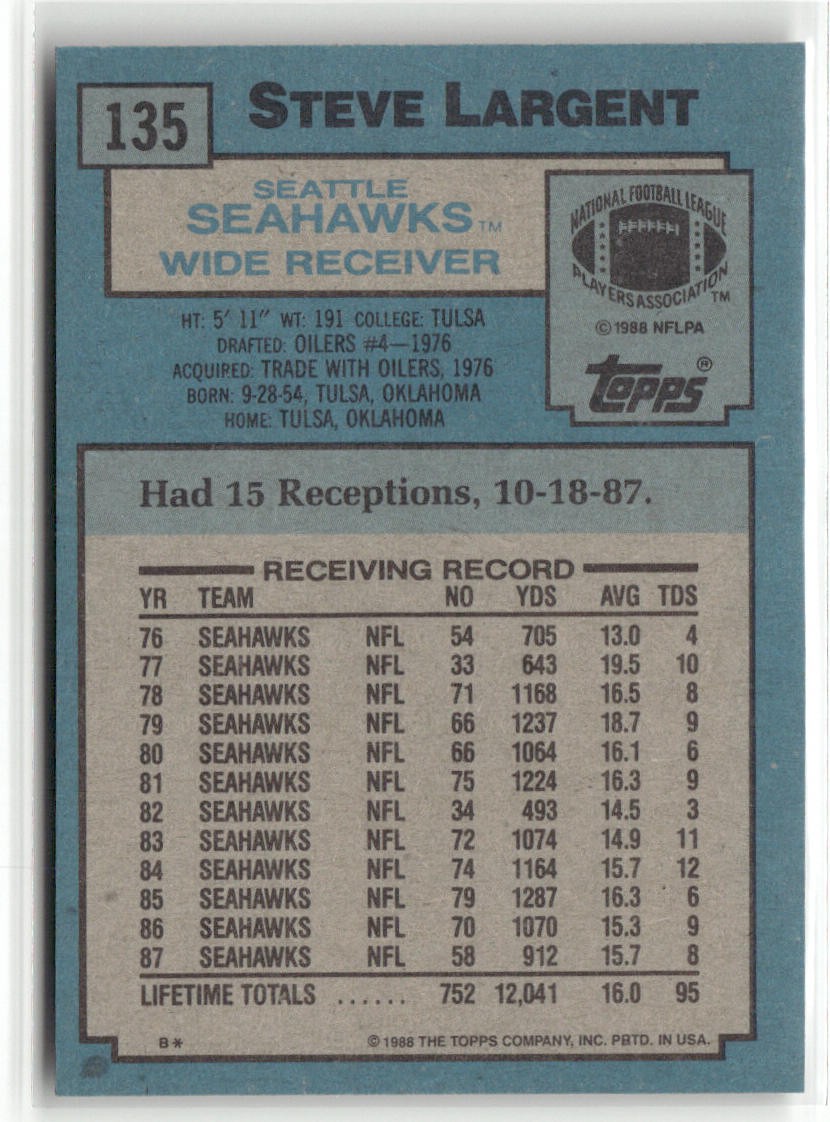 135
STEVE LARGENT
SEATTLE
SEAHAWKS™
WIDE RECEIVER
NATIONAL FOOTBALL LEAGUE
PLAYERS ASSOCIATION™
©1988 NFLPA
topps®
HT: 5' 11" WT: 191 COLLEGE: TULSA
DRAFTED: OILERS #4—1976
ACQUIRED: TRADE WITH OILERS, 1976
BORN: 9-28-54, TULSA, OKLAHOMA
HOME: TULSA, OKLAHOMA
Had 15 Receptions, 10-18-87.
RECEIVING RECORD
YR TEAM NO YDS AVG TDS
76 SEAHAWKS NFL 54 705 13.0 4
77 SEAHAWKS NFL 33 643 19.5 10
78 SEAHAWKS NFL 71 1168 16.5 8
79 SEAHAWKS NFL 66 1237 18.7 9
80 SEAHAWKS NFL 66 1064 16.1 6
81 SEAHAWKS NFL 75 1224 16.3 9
82 SEAHAWKS NFL 34 493 14.5 3
83 SEAHAWKS NFL 72 1074 14.9 11
84 SEAHAWKS NFL 74 1164 15.7 12
85 SEAHAWKS NFL 79 1287 16.3 6
86 SEAHAWKS NFL 70 1070 15.3 9
87 SEAHAWKS NFL 58 912 15.7 8
LIFETIME TOTALS ...... 752 12,041 16.0 95
B* ©1988 THE TOPPS COMPANY, INC. PRTD. IN USA.